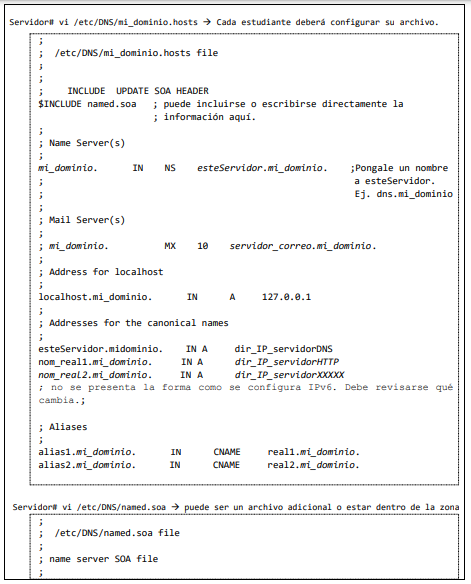 Servidor# vi /etc/DNS/mi_dominio.hosts → Cada estudiante deberá configurar su archivo.
;
;  /etc/DNS/mi_dominio.hosts file
;
;
;    INCLUDE  UPDATE SOA HEADER
$INCLUDE named.soa   ; puede incluirse o escribirse directamente la
; información aquí.
;
; Name Server(s)
;
mi_dominio.     IN   NS   esteServidor.mi_dominio.   ;Pongale un nombre
;                                                     a esteServidor.
;                                                     Ej. dns.mi_dominio
;
; Mail Server(s)
;
; mi_dominio.        MX   10   servidor_correo.mi_dominio.
;
; Address for localhost
;
localhost.mi_dominio.     IN     A    127.0.0.1
;
; Addresses for the canonical names
;
esteServidor.midominio.   IN A    dir_IP_servidorDNS
nom_real1.mi_dominio.    IN A    dir_IP_servidorHTTP
nom_real2.mi_dominio.    IN A    dir_IP_servidorXXXXX
; no se presenta la forma como se configura IPv6. Debe revisarse qué
cambia.;
; Aliases
;
alias1.mi_dominio.    IN    CNAME    real1.mi_dominio.
alias2.mi_dominio.    IN    CNAME    real2.mi_dominio.
Servidor# vi /etc/DNS/named.soa → puede ser un archivo adicional o estar dentro de la zona
;
;  /etc/DNS/named.soa file
;
; name server SOA file
;